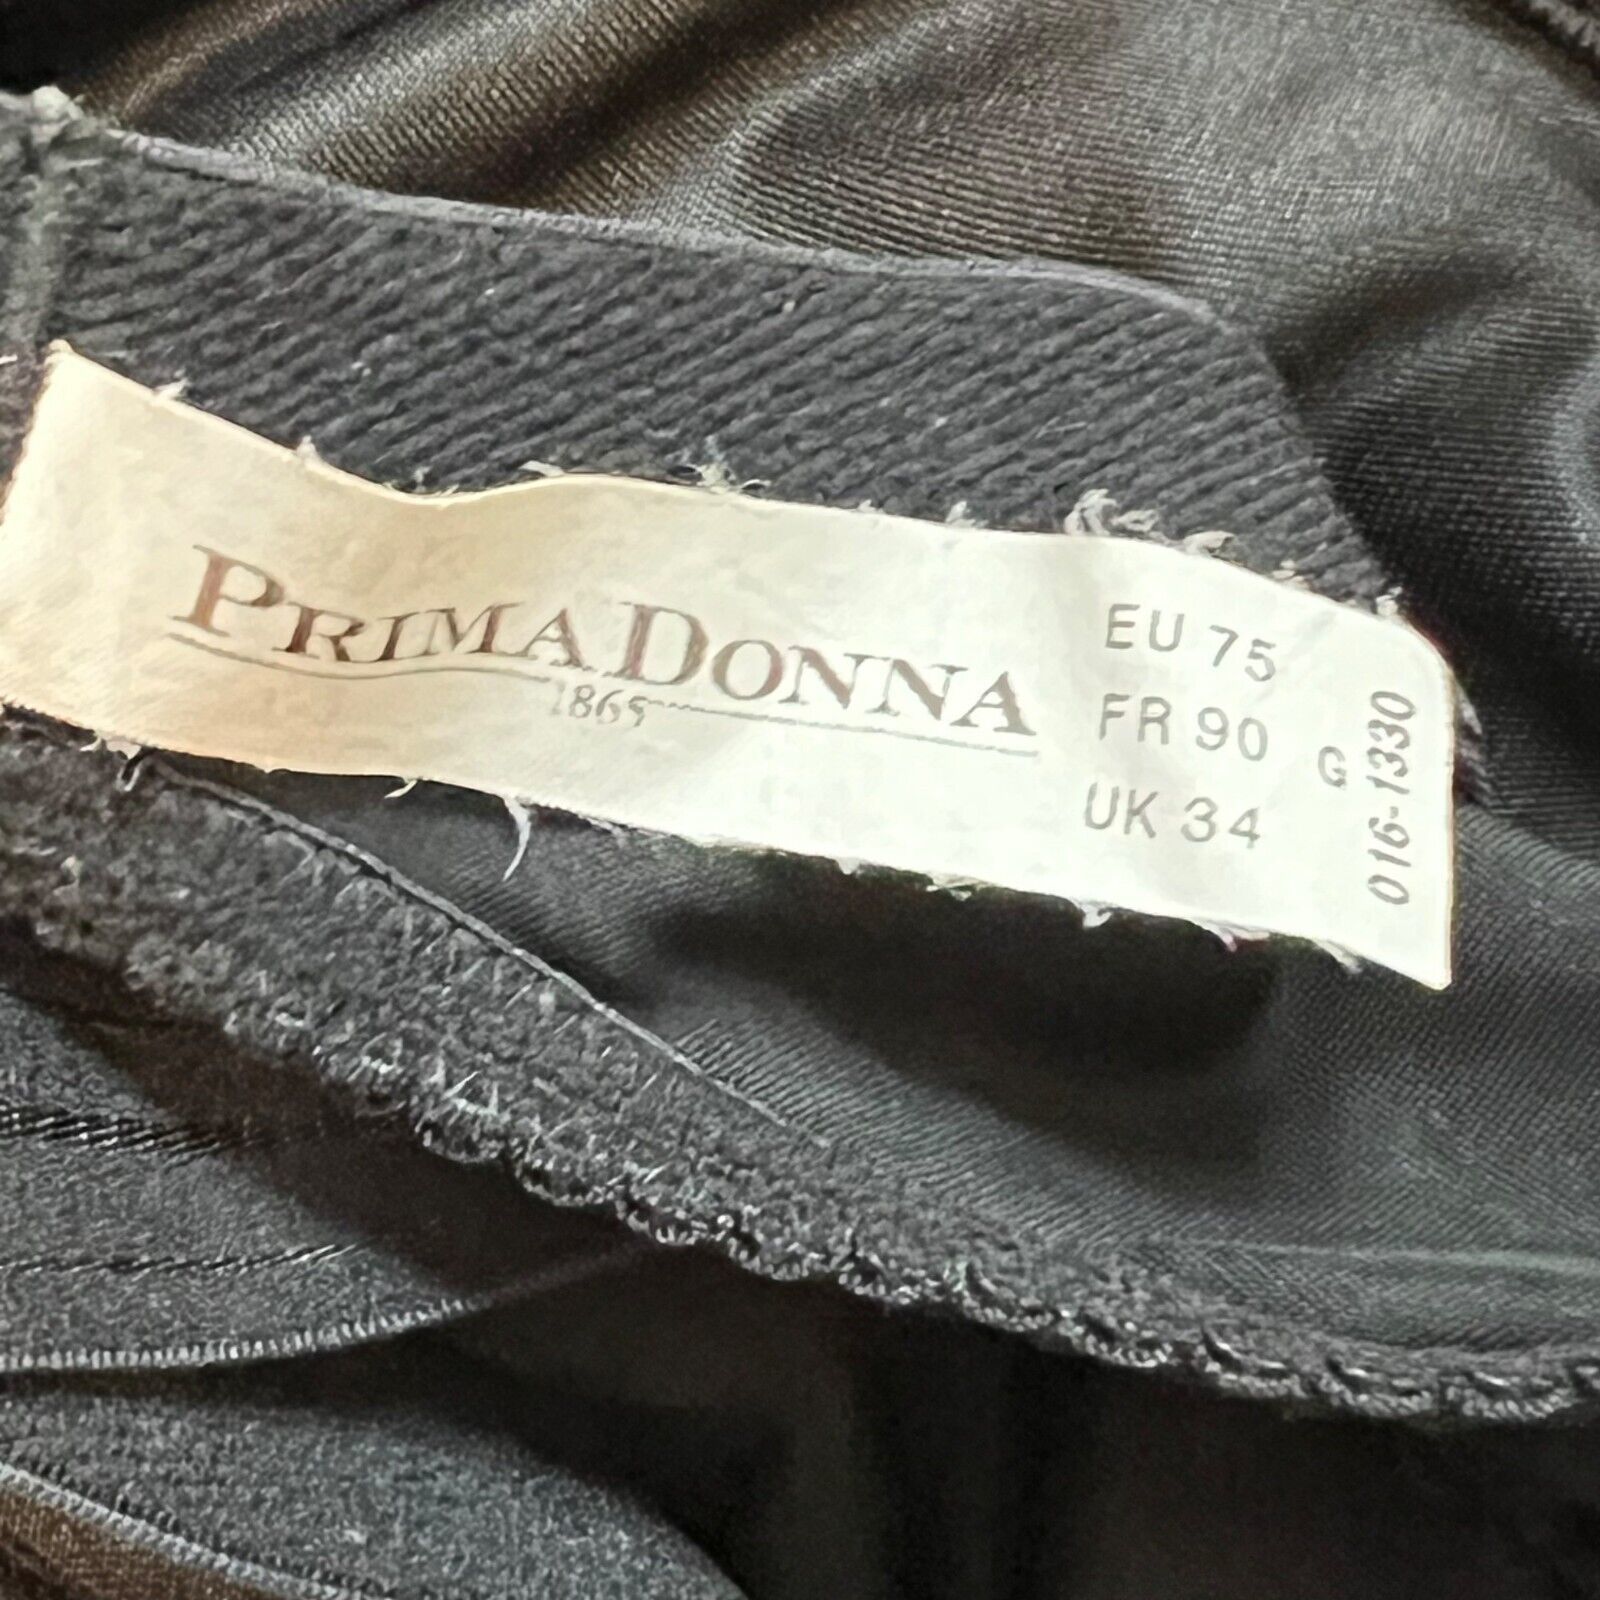 PRIMADONNA
1865
EU 75
FR 90
UK 34
G
016-1330